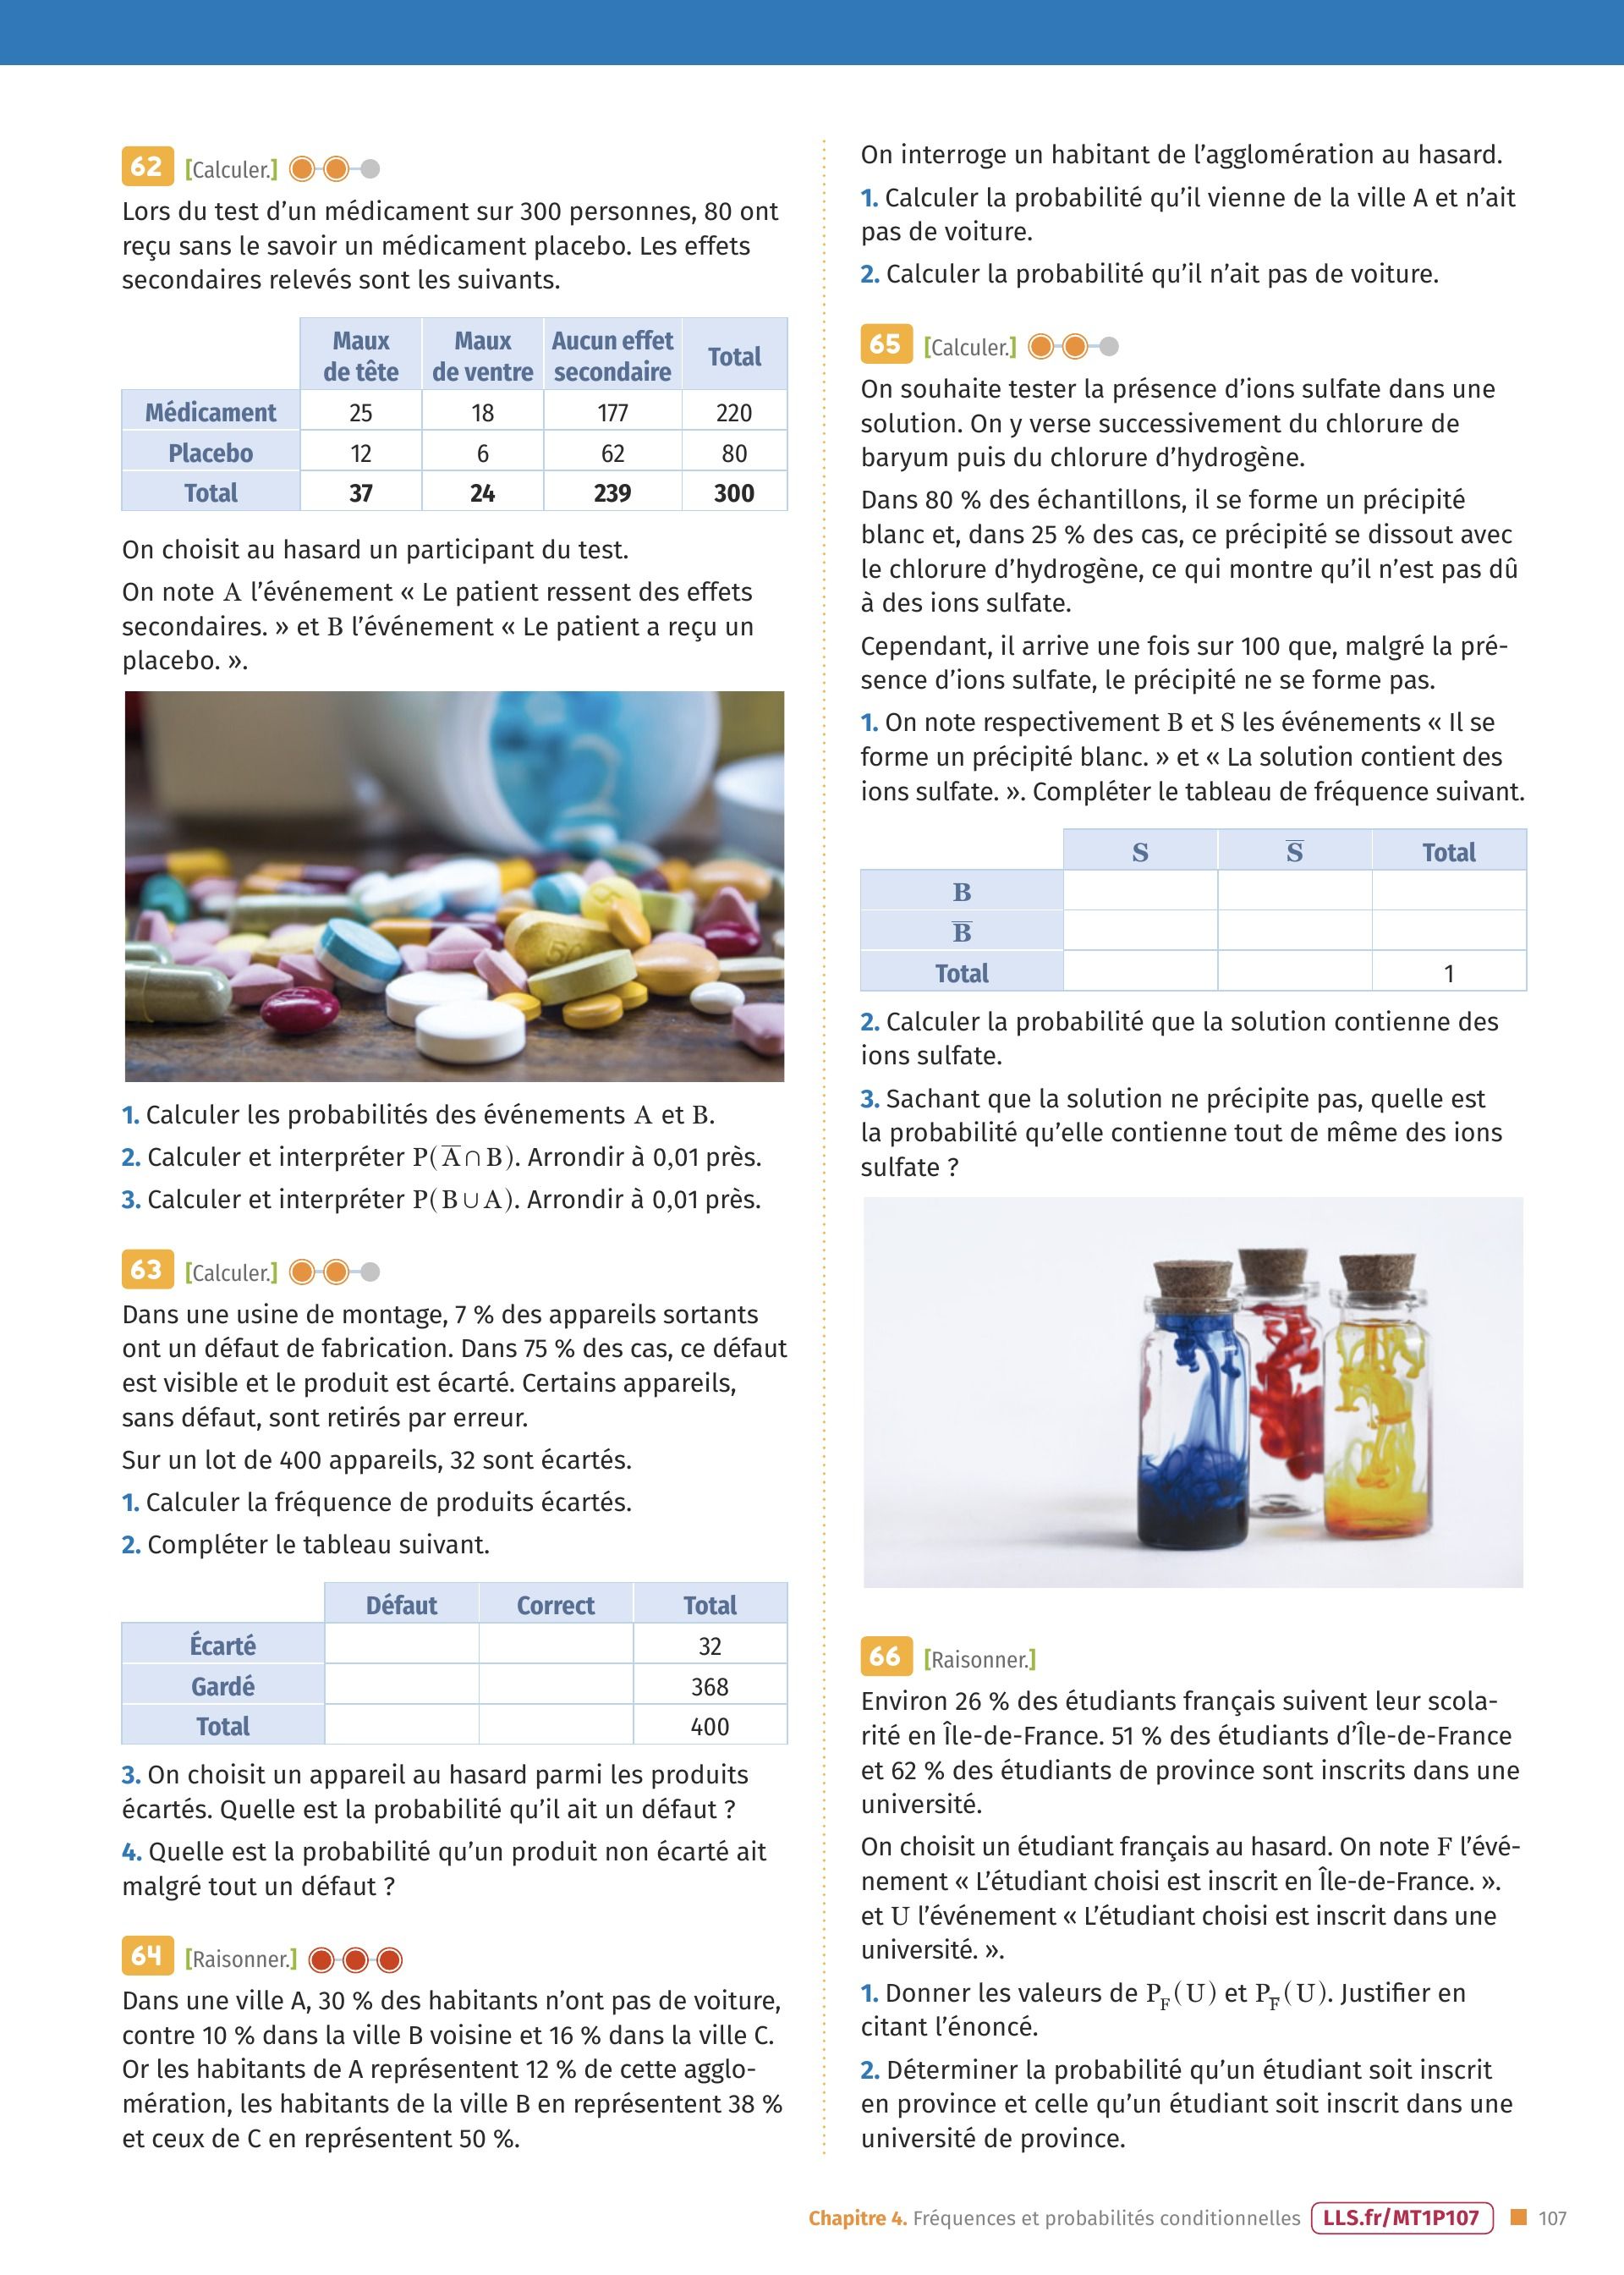 62 [Calculer.]
Lors du test d’un médicament sur 300 personnes, 80 ont
reçu sans le savoir un médicament placebo. Les effets
secondaires relevés sont les suivants.
Maux de tête Maux de ventre Aucun effet secondaire Total
Médicament 25 18 177 220
Placebo 12 6 62 80
Total 37 24 239 300
On choisit au hasard un participant du test.
On note A l’événement « Le patient ressent des effets
secondaires. » et B l’événement « Le patient a reçu un
placebo. ».
1. Calculer les probabilités des événements A et B.
2. Calculer et interpréter P(A̅ ∩ B). Arrondir à 0,01 près.
3. Calculer et interpréter P(B ∪ A). Arrondir à 0,01 près.
63 [Calculer.]
Dans une usine de montage, 7 % des appareils sortants
ont un défaut de fabrication. Dans 75 % des cas, ce défaut
est visible et le produit est écarté. Certains appareils,
sans défaut, sont retirés par erreur.
Sur un lot de 400 appareils, 32 sont écartés.
1. Calculer la fréquence de produits écartés.
2. Compléter le tableau suivant.
Défaut Correct Total
Écarté 32
Gardé 368
Total 400
3. On choisit un appareil au hasard parmi les produits
écartés. Quelle est la probabilité qu’il ait un défaut ?
4. Quelle est la probabilité qu’un produit non écarté ait
malgré tout un défaut ?
64 [Raisonner.]
Dans une ville A, 30 % des habitants n’ont pas de voiture,
contre 10 % dans la ville B voisine et 16 % dans la ville C.
Or les habitants de A représentent 12 % de cette agglo-
mération, les habitants de la ville B en représentent 38 %
et ceux de C en représentent 50 %.
On interroge un habitant de l’agglomération au hasard.
1. Calculer la probabilité qu’il vienne de la ville A et n’ait
pas de voiture.
2. Calculer la probabilité qu’il n’ait pas de voiture.
65 [Calculer.]
On souhaite tester la présence d’ions sulfate dans une
solution. On y verse successivement du chlorure de
baryum puis du chlorure d’hydrogène.
Dans 80 % des échantillons, il se forme un précipité
blanc et, dans 25 % des cas, ce précipité se dissout avec
le chlorure d’hydrogène, ce qui montre qu’il n’est pas dû
à des ions sulfate.
Cependant, il arrive une fois sur 100 que, malgré la pré-
sence d’ions sulfate, le précipité ne se forme pas.
1. On note respectivement B et S les événements « Il se
forme un précipité blanc. » et « La solution contient des
ions sulfate. ». Compléter le tableau de fréquence suivant.
S S̅ Total
B
B̅
Total 1
2. Calculer la probabilité que la solution contienne des
ions sulfate.
3. Sachant que la solution ne précipite pas, quelle est
la probabilité qu’elle contienne tout de même des ions
sulfate ?
66 [Raisonner.]
Environ 26 % des étudiants français suivent leur scola-
rité en Île-de-France. 51 % des étudiants d’Île-de-France
et 62 % des étudiants de province sont inscrits dans une
université.
On choisit un étudiant français au hasard. On note F l’évé-
nement « L’étudiant choisi est inscrit en Île-de-France. ».
et U l’événement « L’étudiant choisi est inscrit dans une
université. ».
1. Donner les valeurs de P_F(U) et P_F̅(U). Justifier en
citant l’énoncé.
2. Déterminer la probabilité qu’un étudiant soit inscrit
en province et celle qu’un étudiant soit inscrit dans une
université de province.
Chapitre 4. Fréquences et probabilités conditionnelles LLS.fr/MT1P107 107